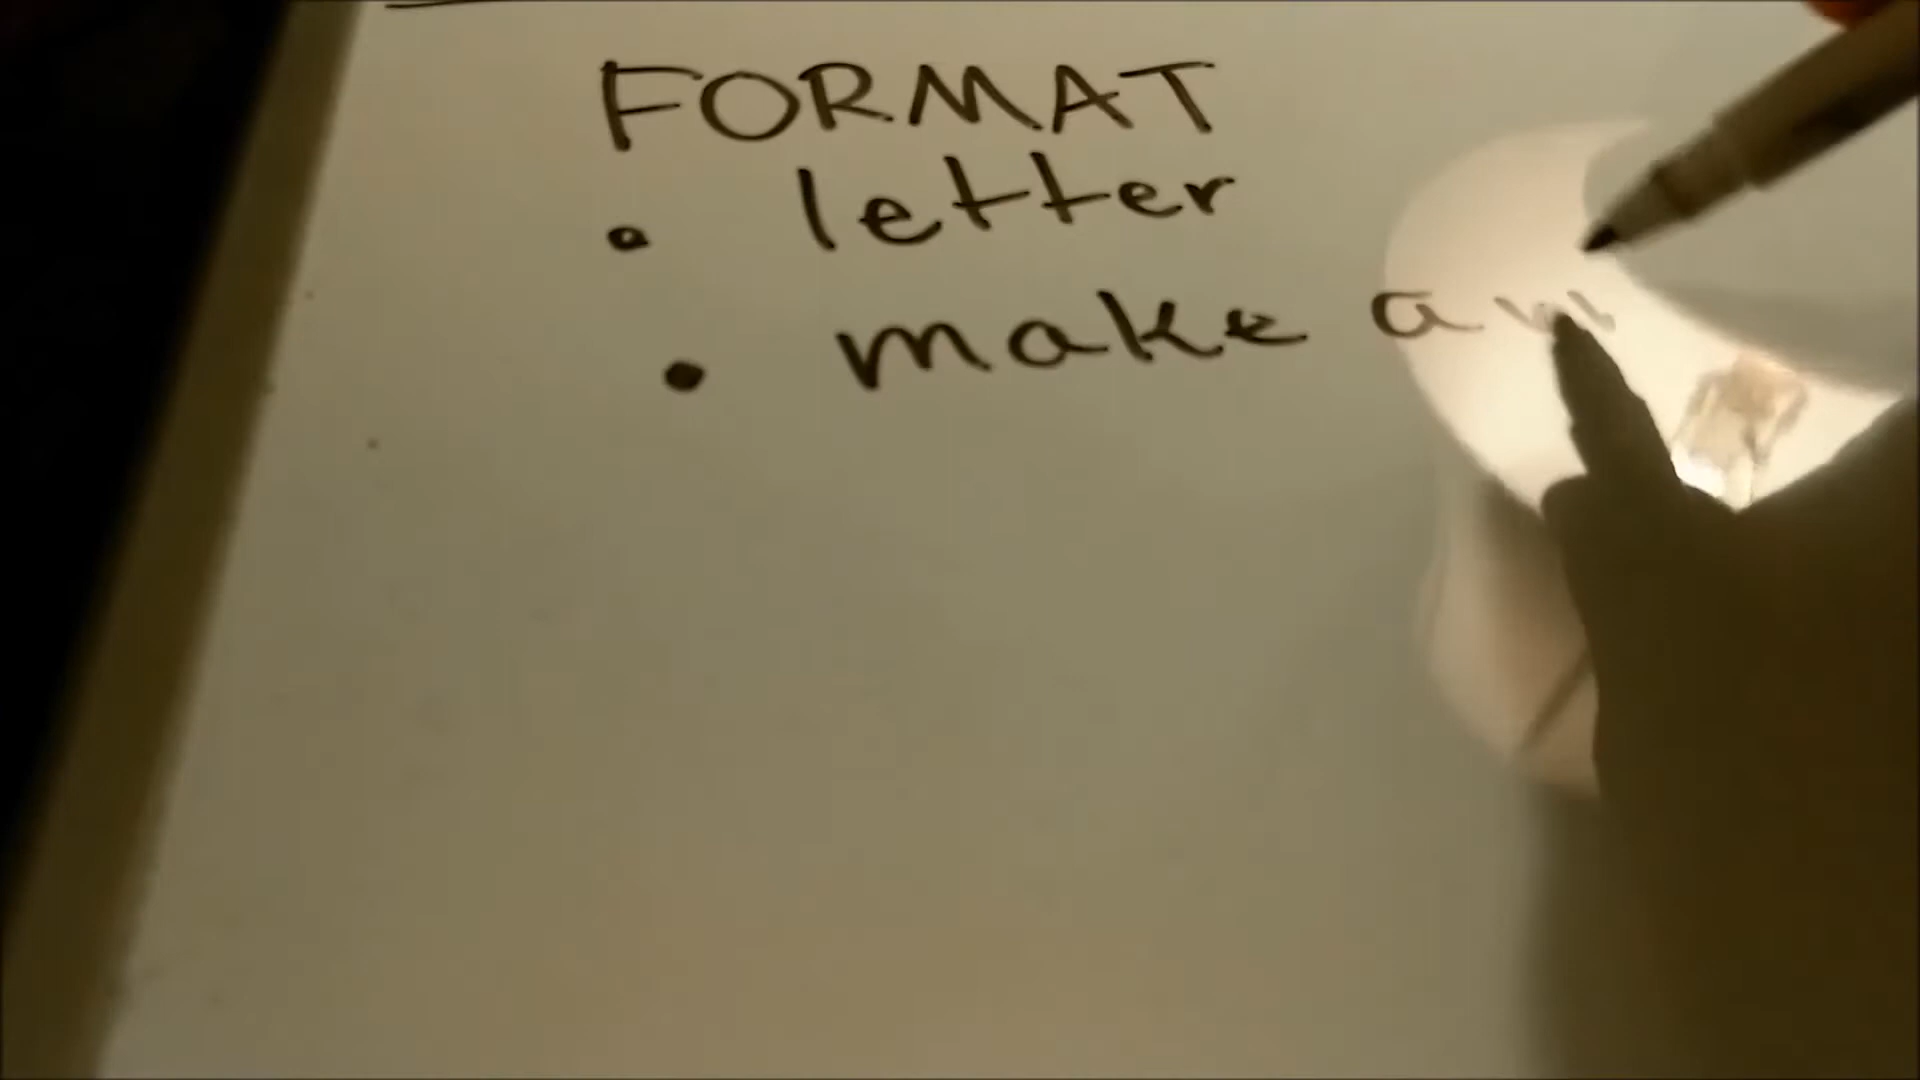 FORMAT
• letter
• make a